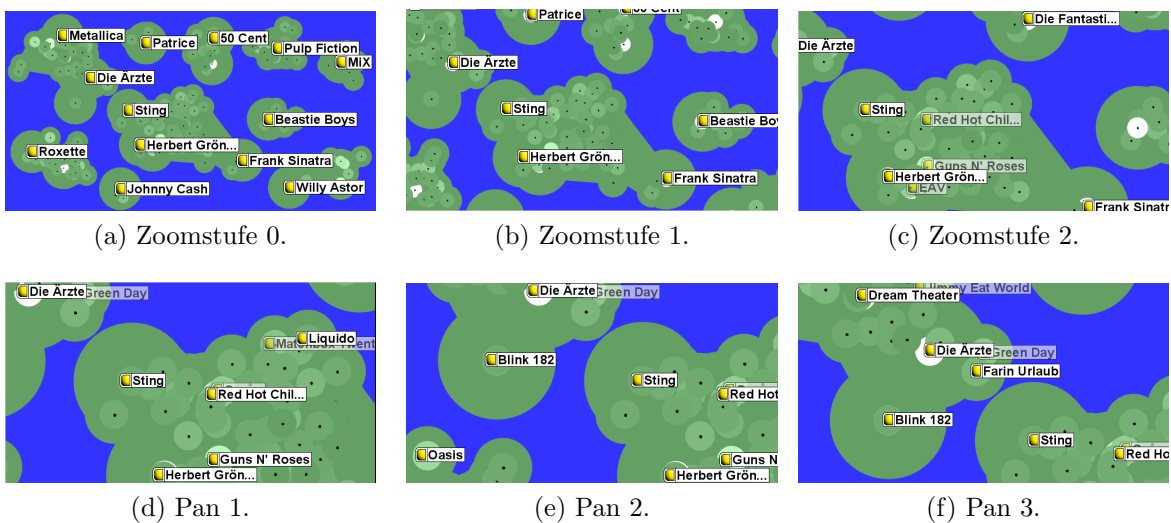 Metallica
Patrice
50 Cent
Pulp Fiction
MiX
Die Ärzte
Sting
Beastie Boys
Herbert Grön...
Roxette
Frank Sinatra
Johnny Cash
Willy Astor
(a) Zoomstufe 0.
Patrice
50 Cent
Die Ärzte
Sting
Beastie Boy
Herbert Grön...
Frank Sinatra
(b) Zoomstufe 1.
Die Fantasti...
Die Ärzte
Sting
Red Hot Chil...
Guns N' Roses
Herbert Grön...
EAV
Frank Sinatra
(c) Zoomstufe 2.
Die Ärzte
Green Day
Liquido
Sting
Red Hot Chil...
Guns N' Roses
Herbert Grön...
(d) Pan 1.
Die Ärzte
Green Day
Blink 182
Sting
Red Hot
Oasis
Guns N
Herbert Grön...
(e) Pan 2.
Jimmy Eat World
Dream Theater
Die Ärzte
Green Day
Farin Urlaub
Blink 182
Sting
Red Ho
(f) Pan 3.